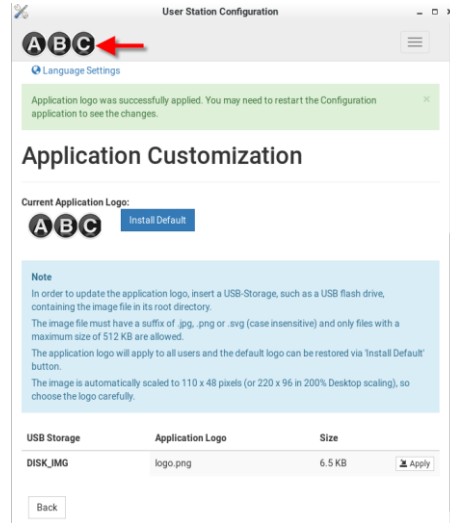 User Station Configuration
ABC
Language Settings
Application logo was successfully applied. You may need to restart the Configuration
application to see the changes.
Application Customization
Current Application Logo:
ABC
Install Default
Note
In order to update the application logo, insert a USB-Storage, such as a USB flash drive,
containing the image file in its root directory.
The image file must have a suffix of .jpg, .png or .svg (case insensitive) and only files with a
maximum size of 512 KB are allowed.
The application logo will apply to all users and the default logo can be restored via 'Install Default'
button.
The image is automatically scaled to 110 x 48 pixels (or 220 x 96 in 200% Desktop scaling), so
choose the logo carefully.
USB Storage Application Logo Size
DISK_IMG logo.png 6.5 KB Apply
Back